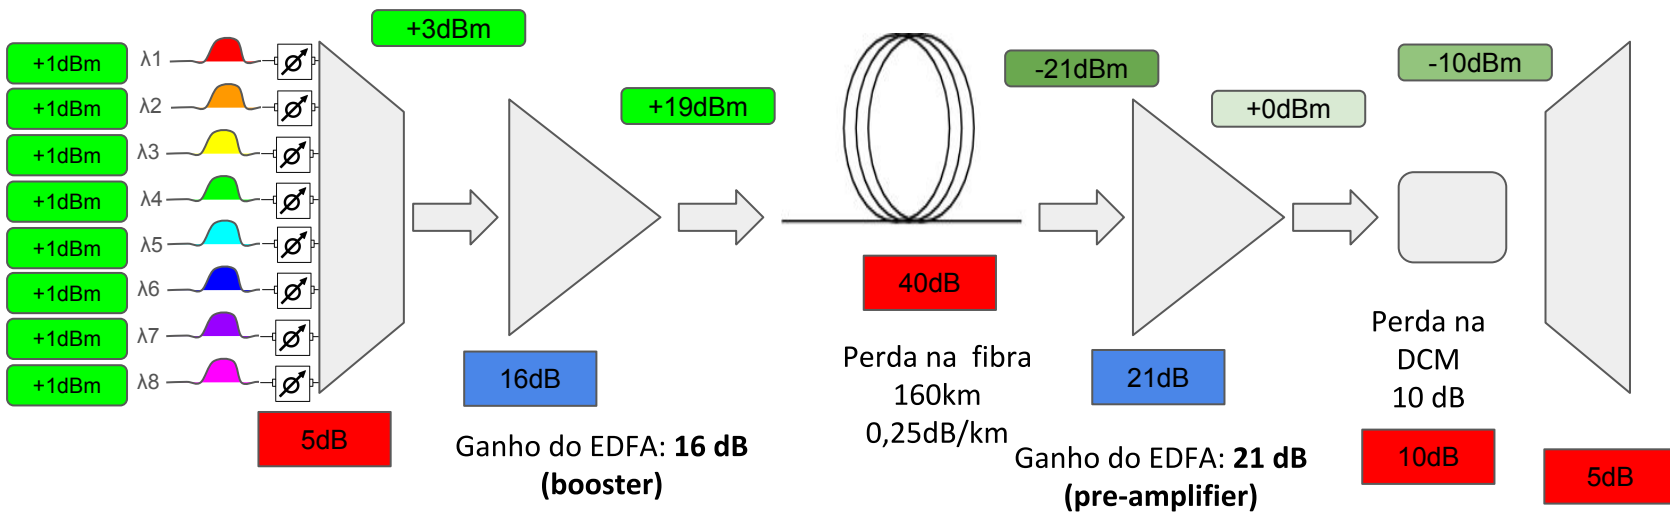 +3dBm
+1dBm λ1
+1dBm λ2
+1dBm λ3
+1dBm λ4
+1dBm λ5
+1dBm λ6
+1dBm λ7
+1dBm λ8
5dB
16dB
Ganho do EDFA: 16 dB
(booster)
+19dBm
40dB
Perda na fibra
160km
0,25dB/km
-21dBm
21dB
Ganho do EDFA: 21 dB
(pre-amplifier)
+0dBm
-10dBm
Perda na
DCM
10 dB
10dB
5dB